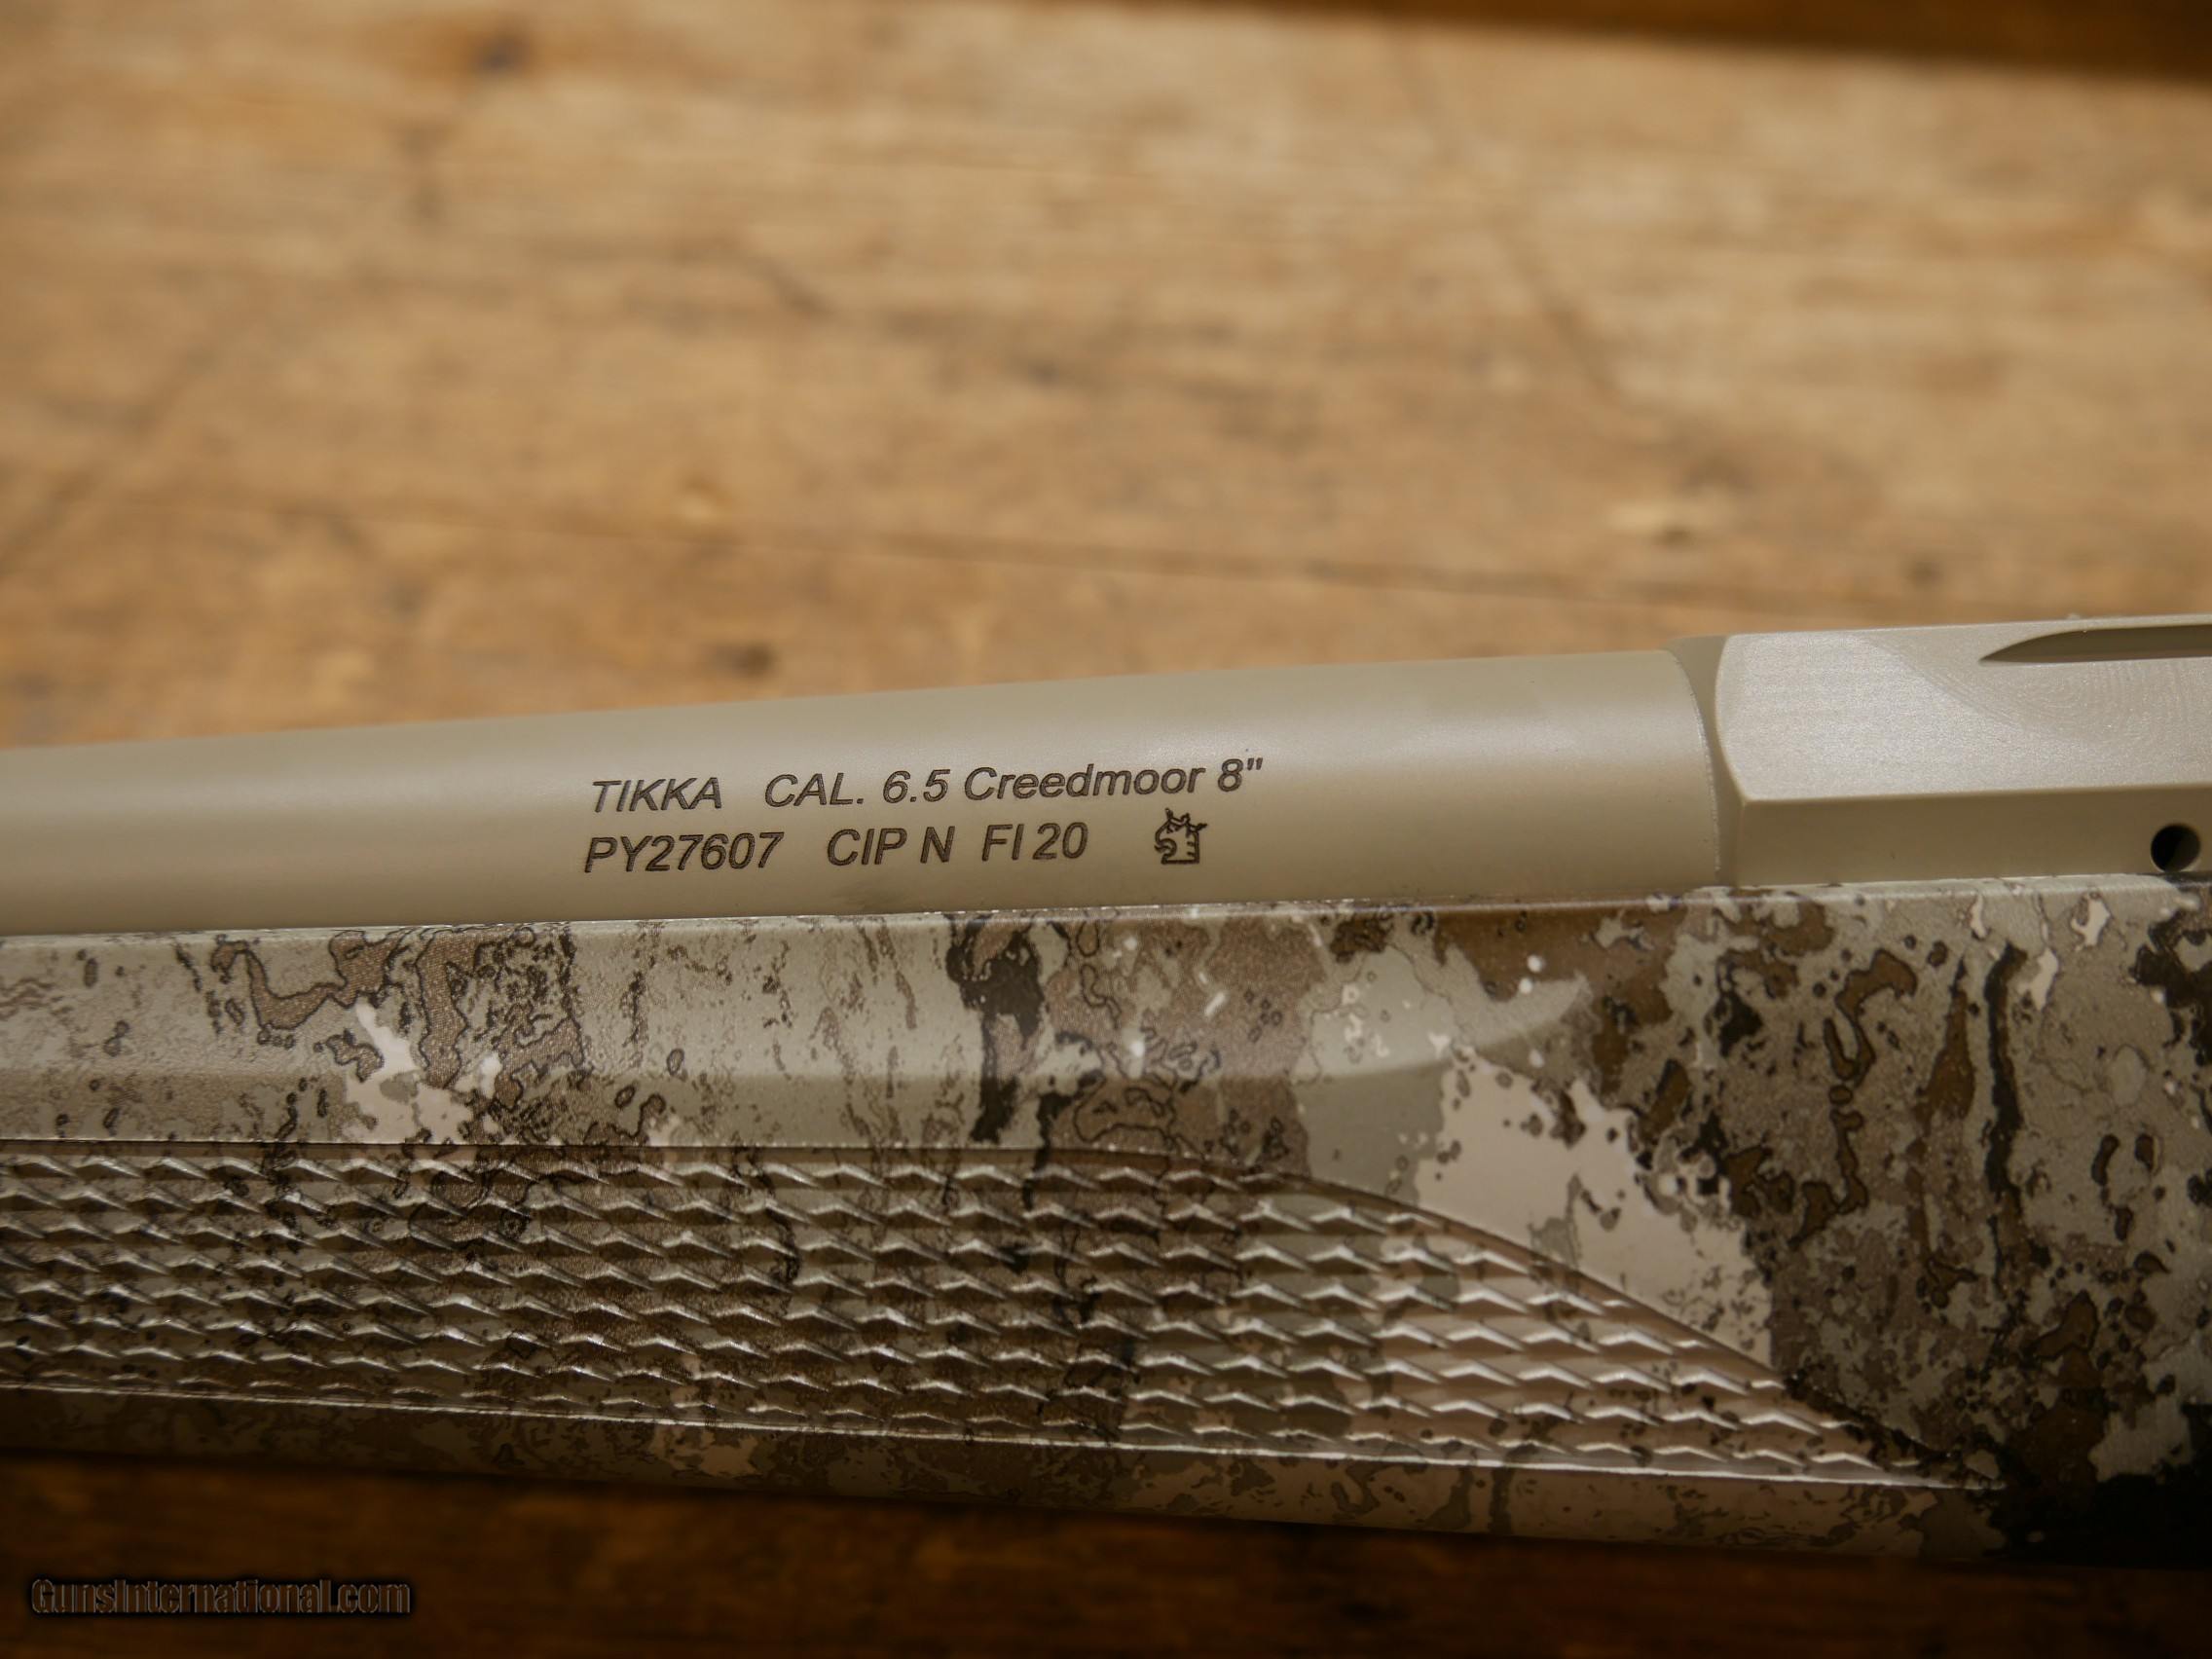 TIKKA CAL. 6.5 Creedmoor 8"
PY27607 CIP N FI 20
GunsInternational.com